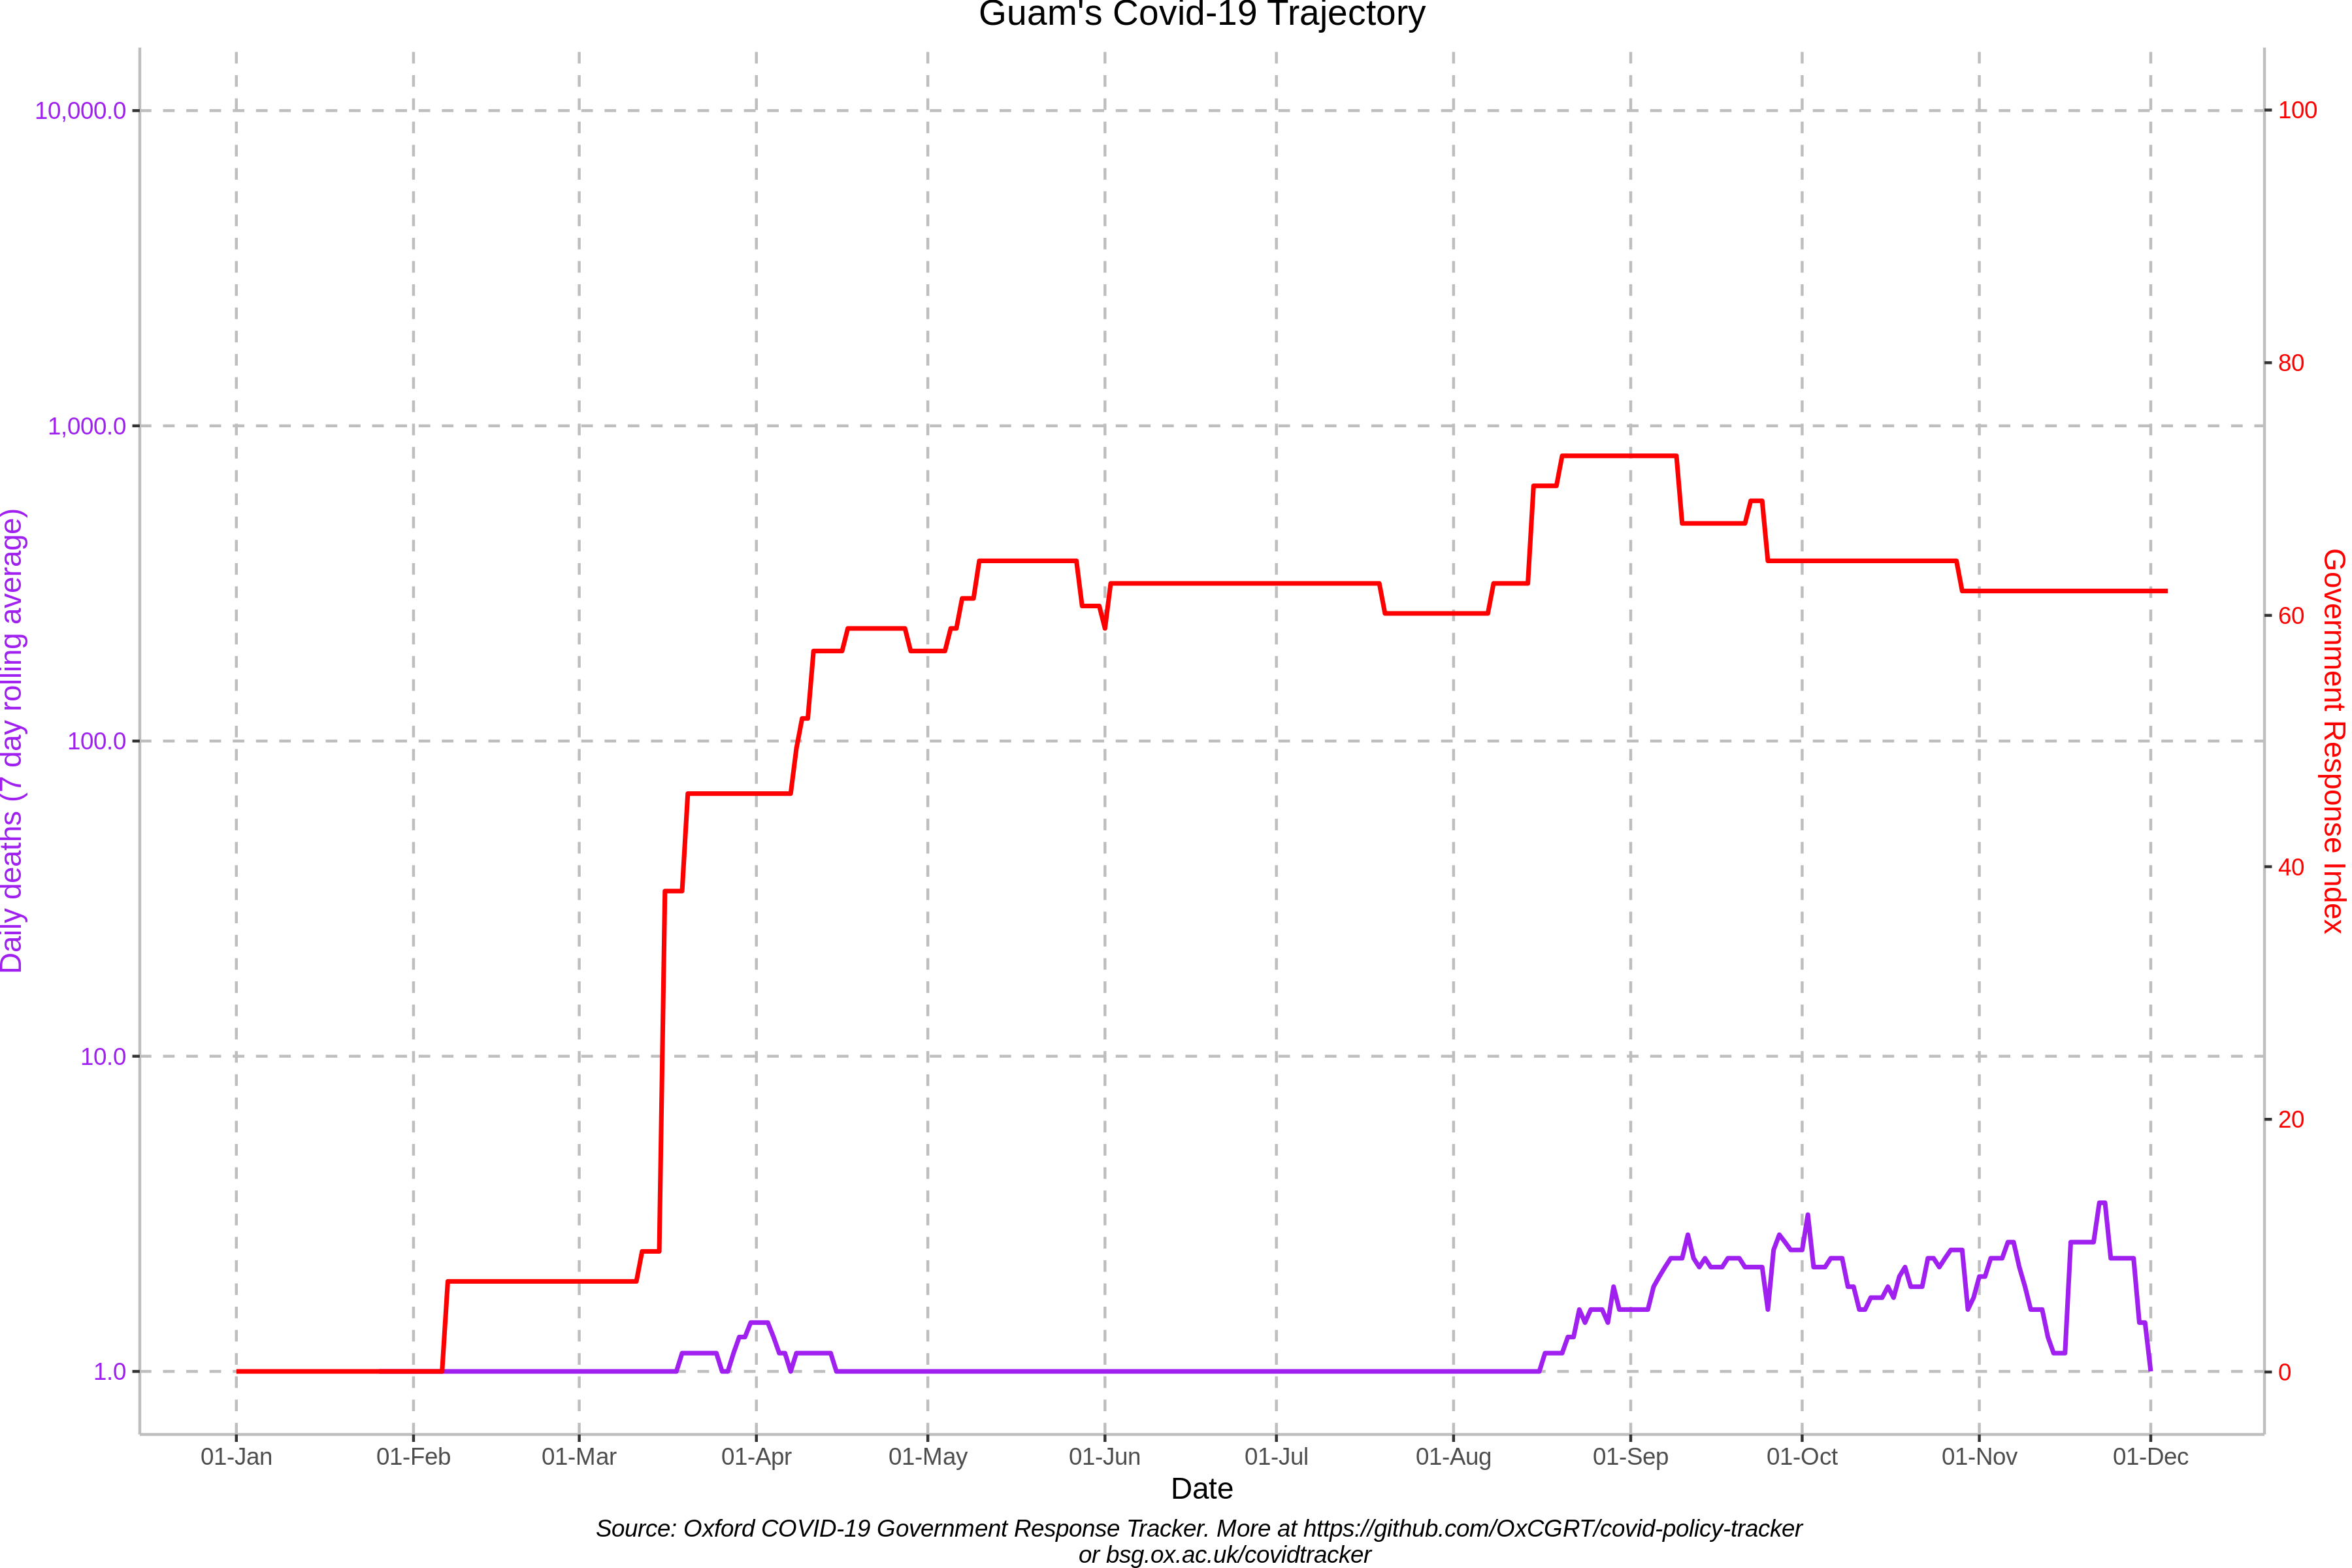 Guam's Covid-19 Trajectory
10,000.0
1,000.0
100.0
10.0
1.0
Daily deaths (7 day rolling average)
100
80
60
40
20
0
Government Response Index
01-Jan
01-Feb
01-Mar
01-Apr
01-May
01-Jun
01-Jul
01-Aug
01-Sep
01-Oct
01-Nov
01-Dec
Date
Source: Oxford COVID-19 Government Response Tracker. More at https://github.com/OxCGRT/covid-policy-tracker
or bsg.ox.ac.uk/covidtracker